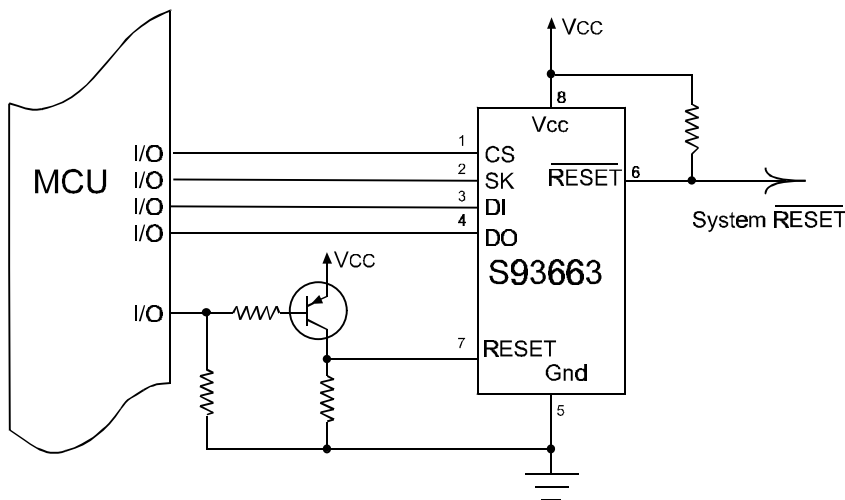 VCC
8
Vcc
MCU
I/O
1
CS
I/O
2
SK
RESET
6
I/O
3
DI
System RESET
I/O
4
DO
VCC
S93663
I/O
7
RESET
Gnd
5